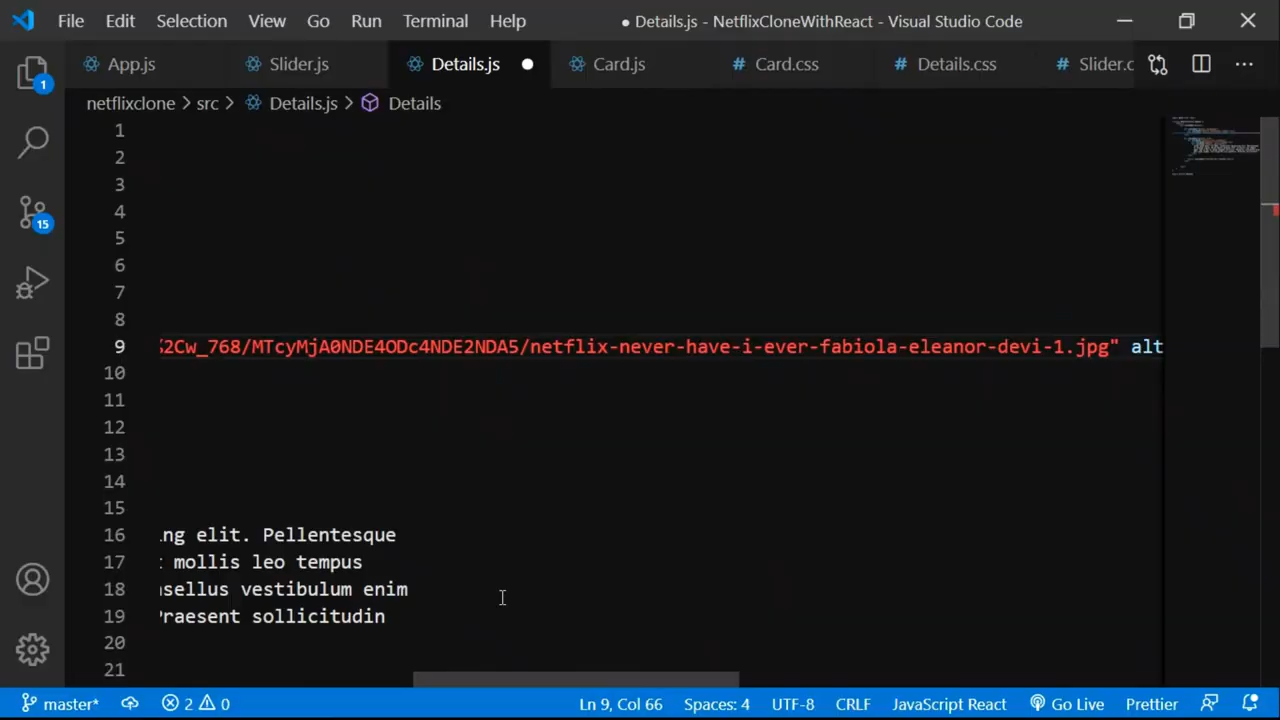 File Edit Selection View Go Run Terminal Help
● Details.js - NetflixCloneWithReact - Visual Studio Code
App.js Slider.js Details.js Card.js # Card.css # Details.css # Slider.c
netflixclone > src > Details.js > Details
1
1
2
3
4
5
6
7
8
9 %2Cw_768/MTcyMjA0NDE4ODc4NDE2NDA5/netflix-never-have-i-ever-fabiola-eleanor-devi-1.jpg" alt
10
11
12
13
14
15
15
16 ing elit. Pellentesque
17 : mollis leo tempus
18 asellus vestibulum enim
19 Praesent sollicitudin
20
21
master* 2 0 Ln 9, Col 66 Spaces: 4 UTF-8 CRLF JavaScript React Go Live Prettier